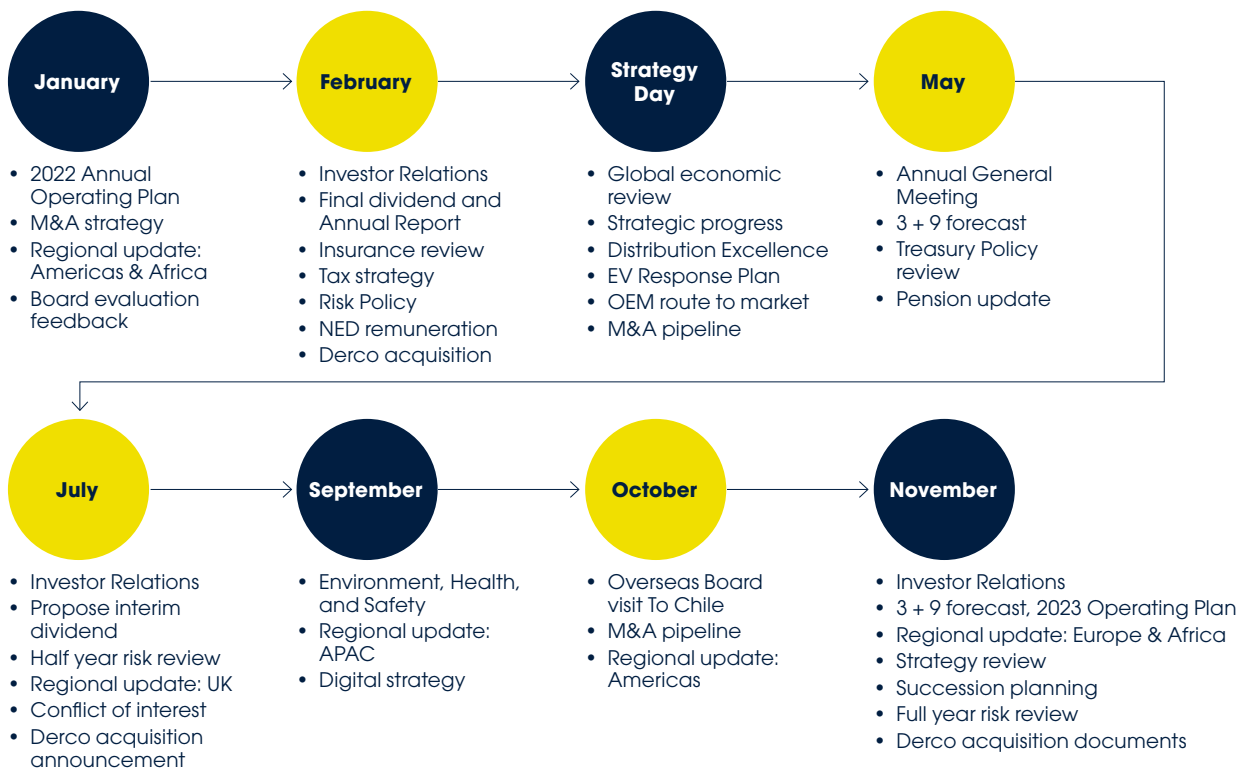 January
• 2022 Annual
Operating Plan
• M&A strategy
• Regional update:
Americas & Africa
• Board evaluation
feedback
February
• Investor Relations
• Final dividend and
Annual Report
• Insurance review
• Tax strategy
• Risk Policy
• NED remuneration
• Derco acquisition
Strategy
Day
• Global economic
review
• Strategic progress
• Distribution Excellence
• EV Response Plan
• OEM route to market
• M&A pipeline
May
• Annual General
Meeting
• 3 + 9 forecast
• Treasury Policy
review
• Pension update
July
• Investor Relations
• Propose interim
dividend
• Half year risk review
• Regional update: UK
• Conflict of interest
• Derco acquisition
announcement
September
• Environment, Health,
and Safety
• Regional update:
APAC
• Digital strategy
October
• Overseas Board
visit To Chile
• M&A pipeline
• Regional update:
Americas
November
• Investor Relations
• 3 + 9 forecast, 2023 Operating Plan
• Regional update: Europe & Africa
• Strategy review
• Succession planning
• Full year risk review
• Derco acquisition documents